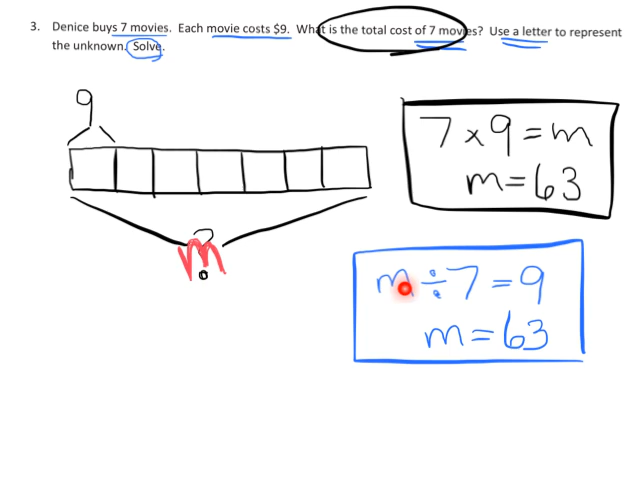 3. Denice buys 7 movies. Each movie costs $9. What is the total cost of 7 movies? Use a letter to represent
the unknown. Solve.
9
7 x 9 = m
m = 63
?
m
m ÷ 7 = 9
m = 63